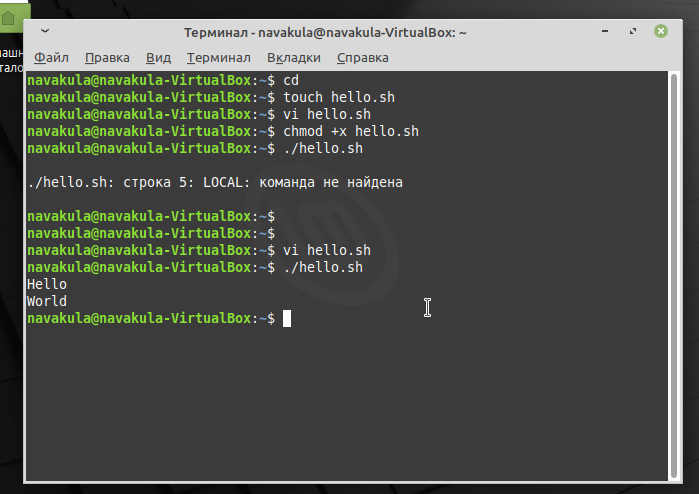 Терминал - navakula@navakula-VirtualBox: ~
Файл Правка Вид Терминал Вкладки Справка
navakula@navakula-VirtualBox:~$ cd
navakula@navakula-VirtualBox:~$ touch hello.sh
navakula@navakula-VirtualBox:~$ vi hello.sh
navakula@navakula-VirtualBox:~$ chmod +x hello.sh
navakula@navakula-VirtualBox:~$ ./hello.sh
./hello.sh: строка 5: LOCAL: команда не найдена
navakula@navakula-VirtualBox:~$
navakula@navakula-VirtualBox:~$
navakula@navakula-VirtualBox:~$ vi hello.sh
navakula@navakula-VirtualBox:~$ ./hello.sh
Hello
World
navakula@navakula-VirtualBox:~$